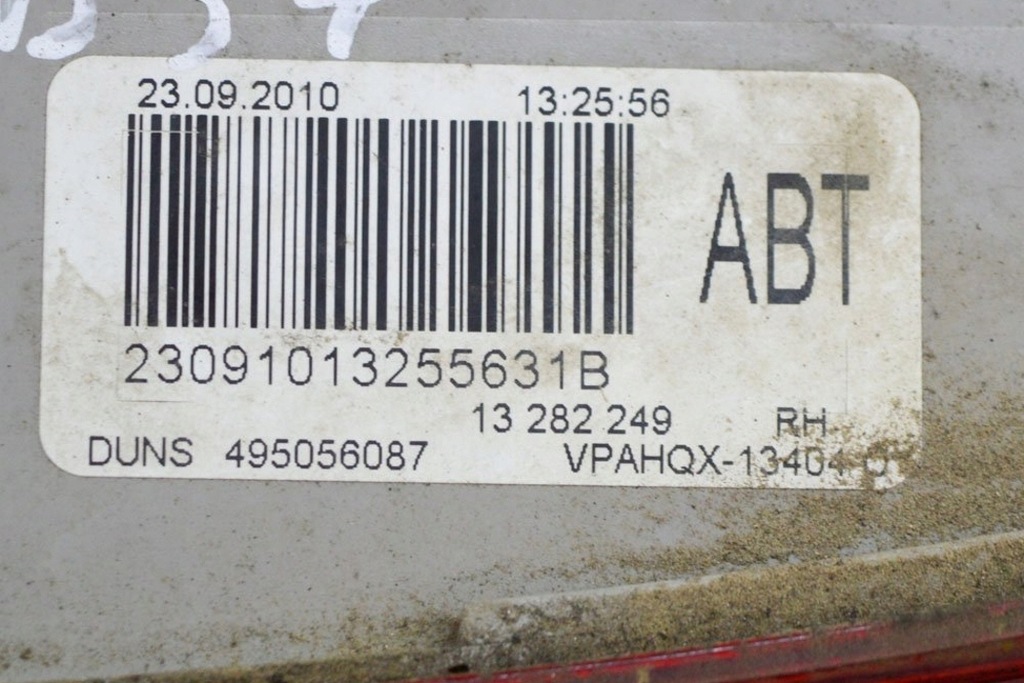 23.09.2010 13:25:56
ABT
23091013255631B
13 282 249 RH
DUNS 495056087 VPAHQX-13404